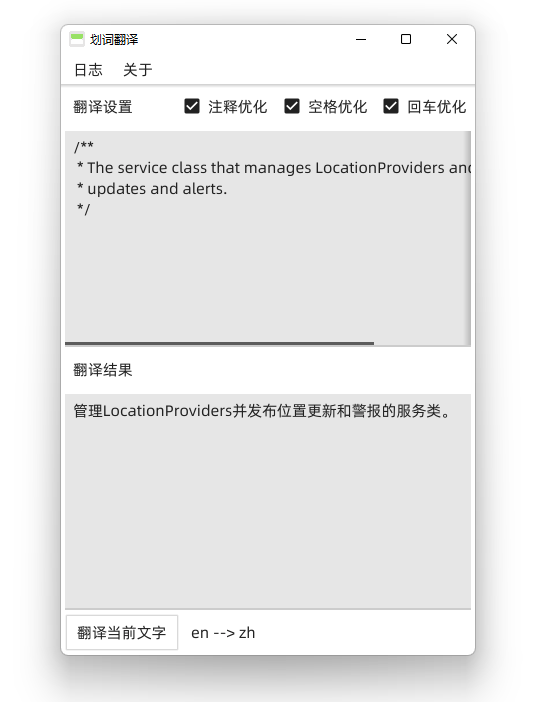 划词翻译
日志 关于
翻译设置 注释优化 空格优化 回车优化
/**
* The service class that manages LocationProviders
* updates and alerts.
*/
翻译结果
管理LocationProviders并发布位置更新和警报的服务类。
翻译当前文字 en --> zh